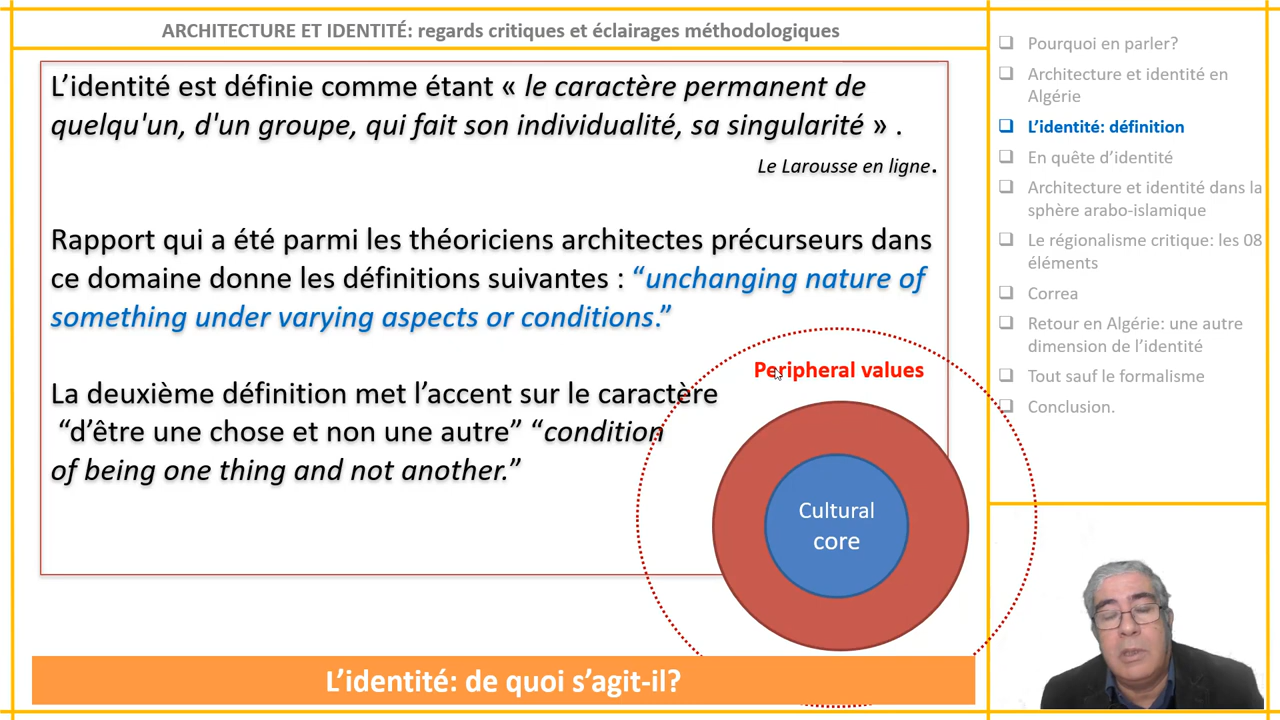 ARCHITECTURE ET IDENTITÉ: regards critiques et éclairages méthodologiques
L’identité est définie comme étant « le caractère permanent de
quelqu'un, d'un groupe, qui fait son individualité, sa singularité » .
Le Larousse en ligne.
Rapport qui a été parmi les théoriciens architectes précurseurs dans
ce domaine donne les définitions suivantes : “unchanging nature of
something under varying aspects or conditions.”
La deuxième définition met l’accent sur le caractère
“d’être une chose et non une autre” “condition
of being one thing and not another.”
Peripheral values
Cultural
core
L’identité: de quoi s’agit-il?
Pourquoi en parler?
Architecture et identité en
Algérie
L’identité: définition
En quête d’identité
Architecture et identité dans la
sphère arabo-islamique
Le régionalisme critique: les 08
éléments
Correa
Retour en Algérie: une autre
dimension de l’identité
Tout sauf le formalisme
Conclusion.